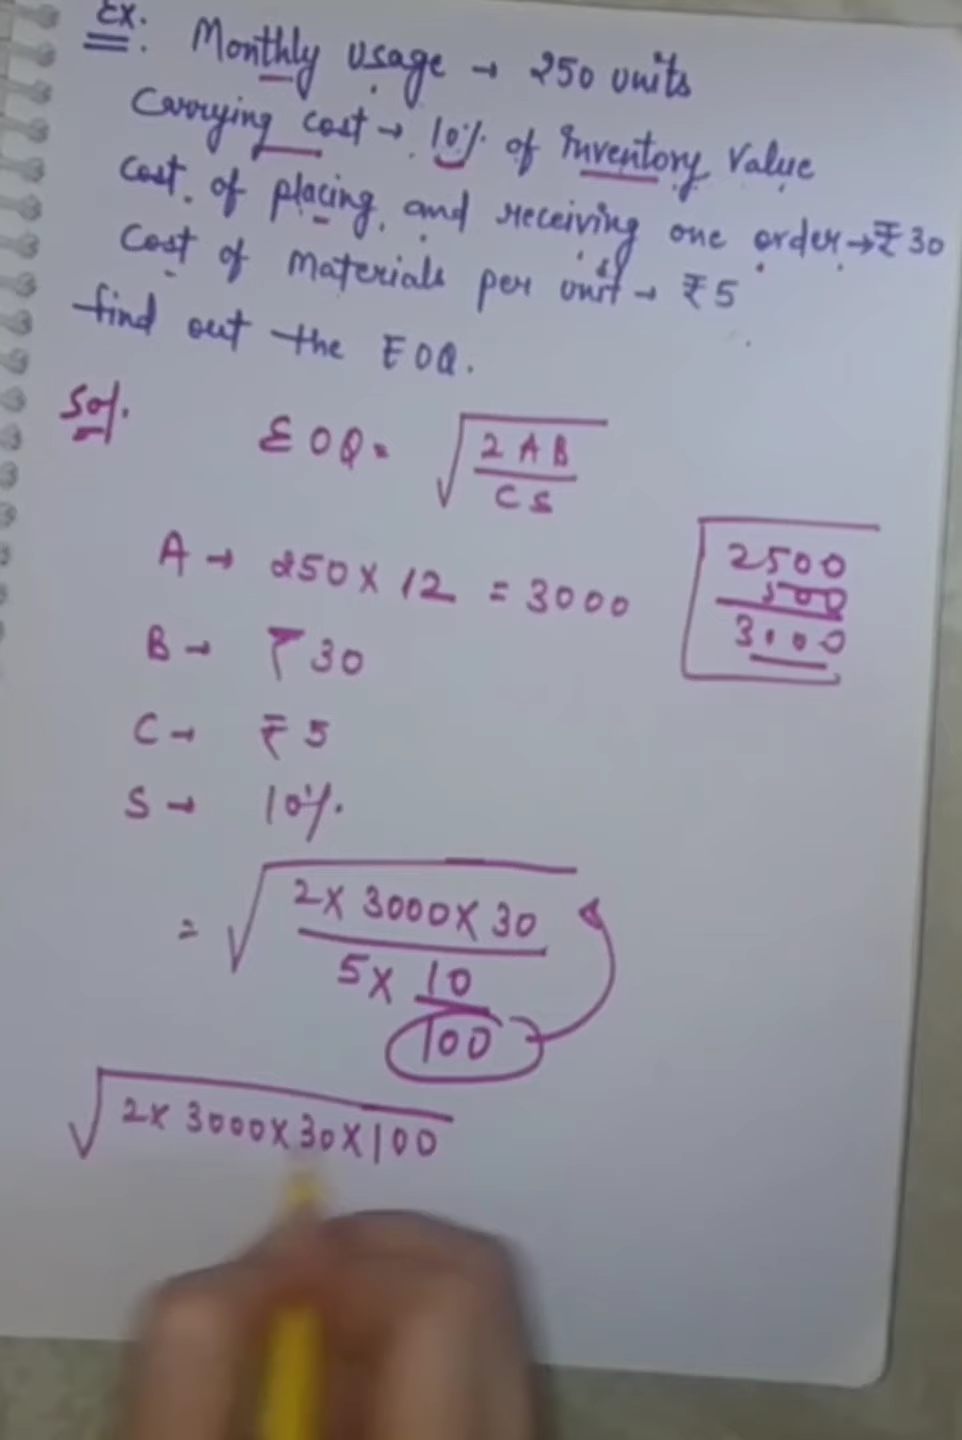 Ex: Monthly usage → 250 units
Carrying cost → 10% of Inventory Value
Cost of placing and receiving one order → ₹30
Cost of materials per unit → ₹5
find out the EOQ.
Sol.
EOQ = √ 2 A B / C S
A → 250 × 12 = 3000
2500
500
3000
B → ₹ 30
C → ₹ 5
S → 10%
= √ 2 × 3000 × 30 / 5 × 10 / 100
√ 2 × 3000 × 30 × 100